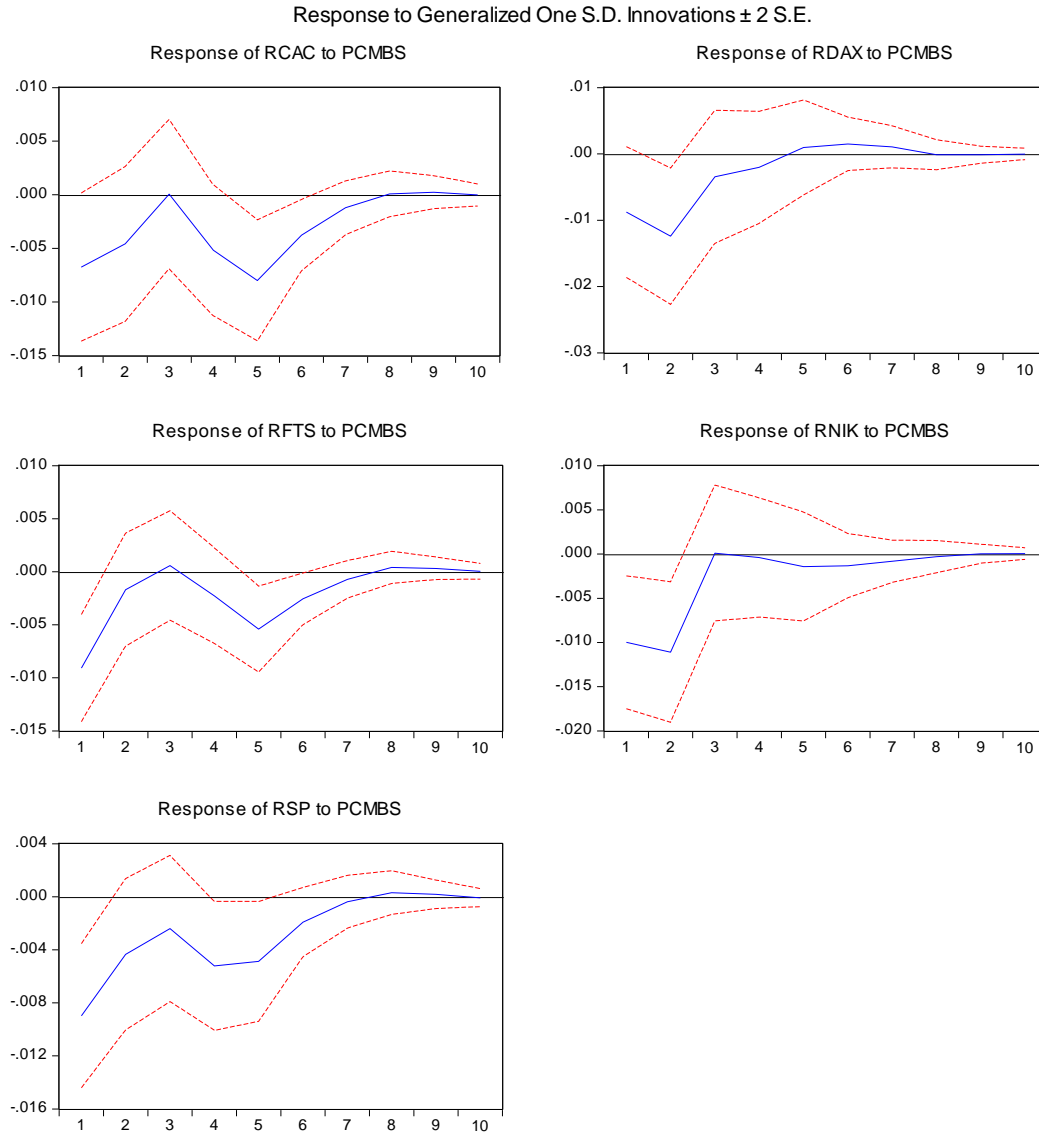 Response to Generalized One S.D. Innovations ± 2 S.E.
Response of RCAC to PCMBS
.010
.005
.000
-.005
-.010
-.015
1 2 3 4 5 6 7 8 9 10
Response of RDAX to PCMBS
.01
.00
-.01
-.02
-.03
1 2 3 4 5 6 7 8 9 10
Response of RFTS to PCMBS
.010
.005
.000
-.005
-.010
-.015
1 2 3 4 5 6 7 8 9 10
Response of RNIK to PCMBS
.010
.005
.000
-.005
-.010
-.015
-.020
1 2 3 4 5 6 7 8 9 10
Response of RSP to PCMBS
.004
.000
-.004
-.008
-.012
-.016
1 2 3 4 5 6 7 8 9 10